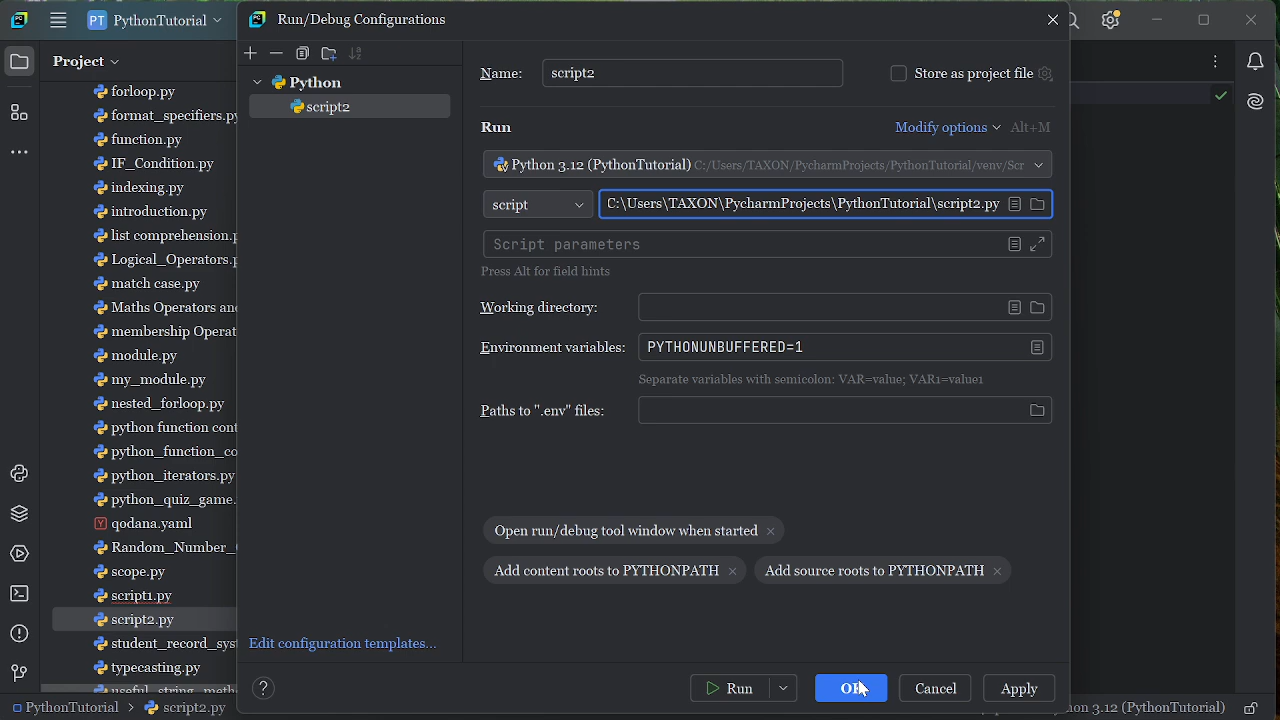 PT PythonTutorial
Run/Debug Configurations
Project
forloop.py
format_specifiers.py
function.py
IF_Condition.py
indexing.py
introduction.py
list comprehension.
Logical_Operators.
match case.py
Maths Operators
membership
module.py
my_module.py
nested_forloop.py
python function
python_function_
python_iterators.py
python_quiz_game.
qodana.yaml
Random_Number_
scope.py
script1.py
script2.py
student_record_
typecasting.py
PythonTutorial > script2.py
Python
script2
Edit configuration templates...
Name: script2
Store as project file
Run
Modify options Alt+M
Python 3.12 (PythonTutorial) C:/Users/TAXON/PycharmProjects/PythonTutorial/venv/Scr
script C:\Users\TAXON\PycharmProjects\PythonTutorial\script2.py
Script parameters
Press Alt for field hints
Working directory:
Environment variables: PYTHONUNBUFFERED=1
Separate variables with semicolon: VAR=value; VAR1=value1
Paths to ".env" files:
Open run/debug tool window when started ×
Add content roots to PYTHONPATH × Add source roots to PYTHONPATH ×
? Run OK Cancel Apply
3.12 (PythonTutorial)